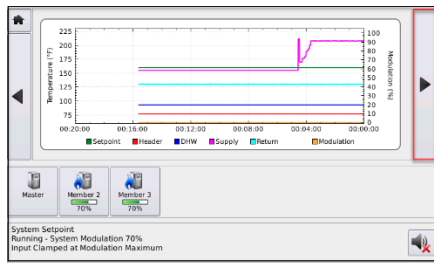 225
200
175
150
125
100
75
Temperature (°F)
100
90
80
70
60
50
40
30
20
10
0
Modulation (%)
00:20:00 00:16:00 00:12:00 00:08:00 00:04:00 00:00:00
Setpoint Header DHW Supply Return Modulation
Master Member 2 Member 3
70% 70%
System Setpoint
Running - System Modulation 70%
Input Clamped at Modulation Maximum